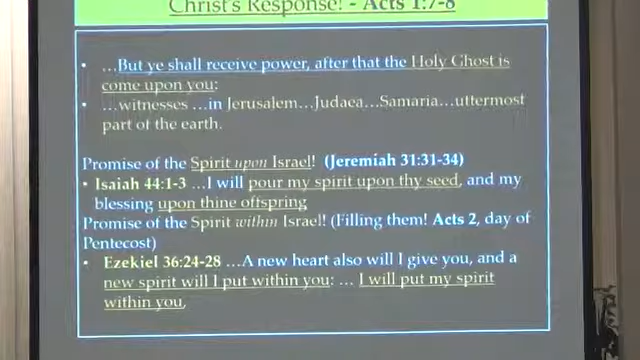 Christ's Response! - Acts 1:7-8
• …But ye shall receive power, after that the Holy Ghost is
come upon you:
• …witnesses …in Jerusalem…Judaea…Samaria…uttermost
part of the earth.
Promise of the Spirit upon Israel! (Jeremiah 31:31-34)
• Isaiah 44:1-3 …I will pour my spirit upon thy seed, and my
blessing upon thine offspring
Promise of the Spirit within Israel! (Filling them! Acts 2, day of
Pentecost)
• Ezekiel 36:24-28 …A new heart also will I give you, and a
new spirit will I put within you: … I will put my spirit
within you,